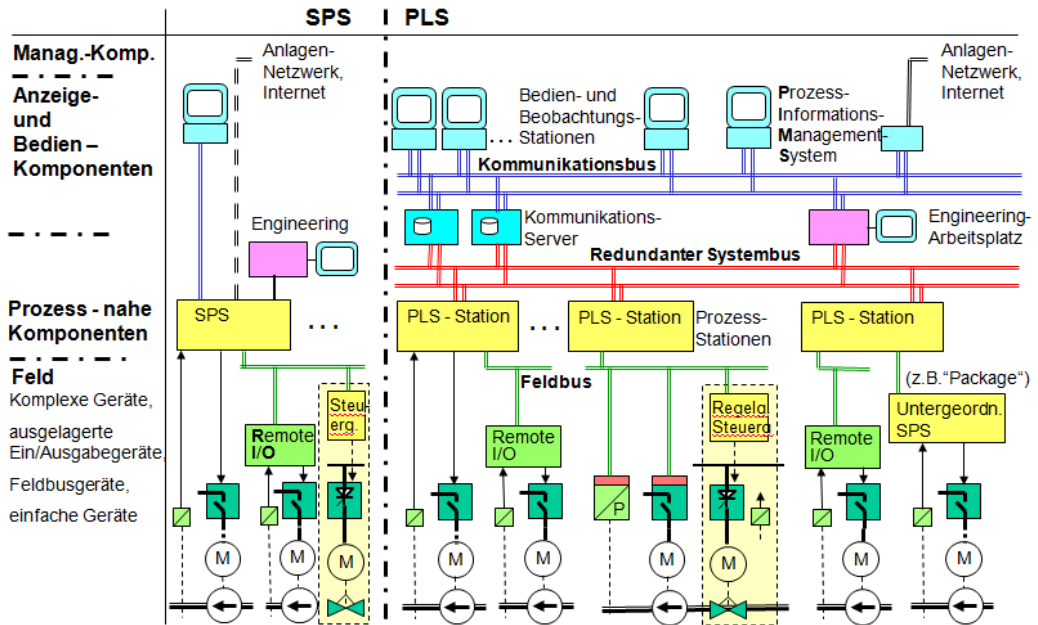 SPS
PLS
Manag.-Komp.
Anzeige-
und
Bedien –
Komponenten
Prozess - nahe
Komponenten
Feld
Komplexe Geräte,
ausgelagerte
Ein/Ausgabegeräte,
Feldbusgeräte,
einfache Geräte
Anlagen-
Netzwerk,
Internet
Engineering
SPS
...
Steu-
erg.
Remote
I/O
M
M
M
Bedien- und
Beobachtungs-
...Stationen
Prozess-
Informations-
Management-
System
Anlagen-
Netzwerk,
Internet
Kommunikationsbus
Kommunikations-
Server
Engineering-
Arbeitsplatz
Redundanter Systembus
PLS - Station
...
PLS - Station
Prozess-
Stationen
PLS - Station
Feldbus
(z.B.“Package“)
Remote
I/O
Regelg.
Steuerg
Remote
I/O
Untergeordn.
SPS
P
M
M
M
M
M
M